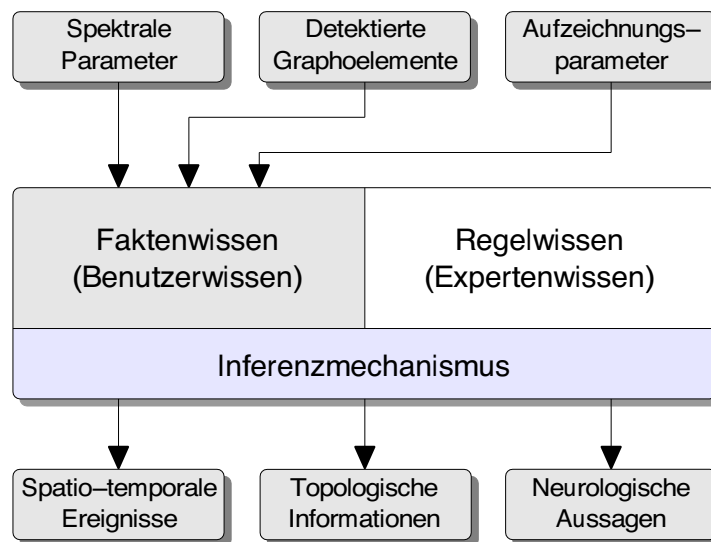 Spektrale
Parameter
Detektierte
Graphoelemente
Aufzeichnungs–
parameter
Faktenwissen
(Benutzerwissen)
Regelwissen
(Expertenwissen)
Inferenzmechanismus
Spatio–temporale
Ereignisse
Topologische
Informationen
Neurologische
Aussagen